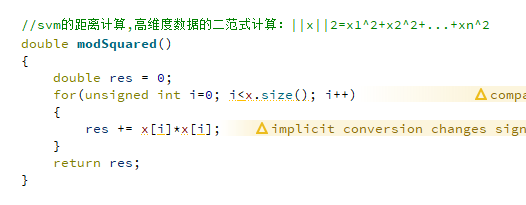 //svm的距离计算,高维度数据的二范式计算：||x||2=x1^2+x2^2+...+xn^2
double modSquared()
{
    double res = 0;
    for(unsigned int i=0; i<x.size(); i++)
    {
        res += x[i]*x[i]; implicit conversion changes sign
    }
    return res;
}